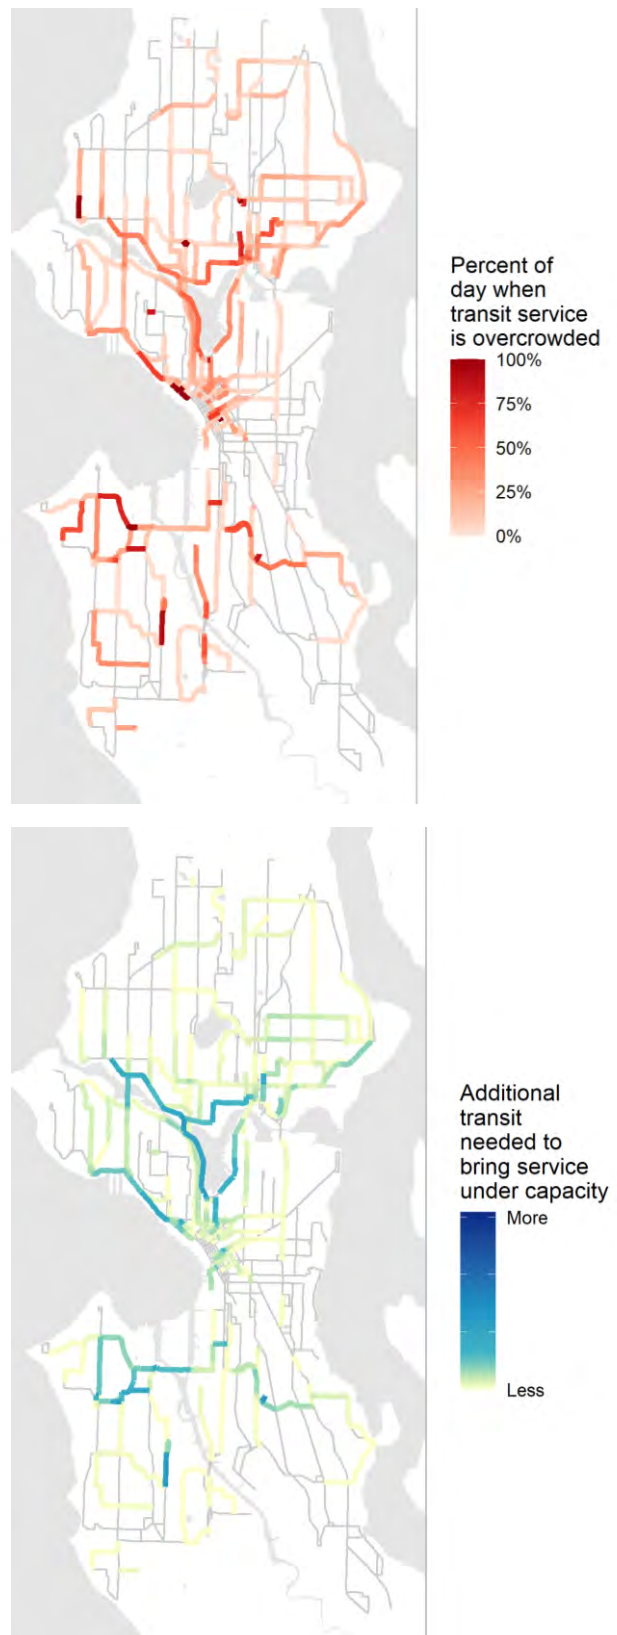 Percent of
day when
transit service
is overcrowded
100%
75%
50%
25%
0%
Additional
transit
needed to
bring service
under capacity
More
Less